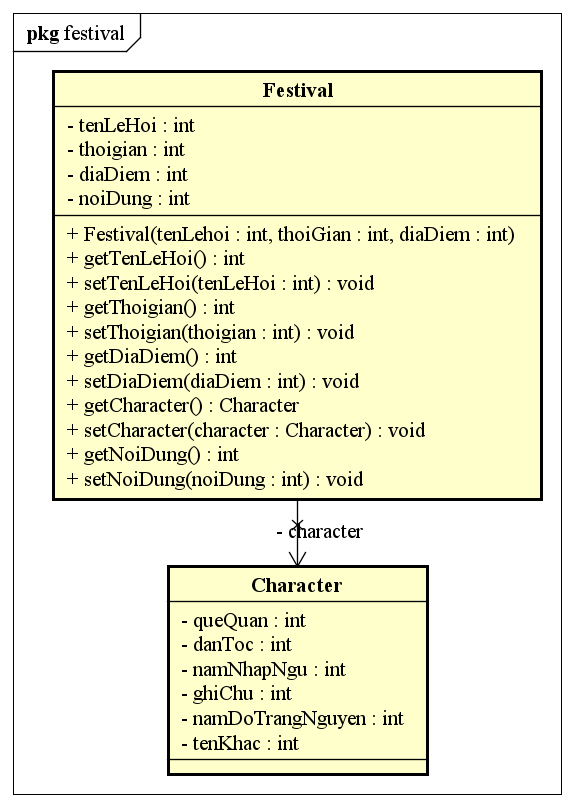 pkg festival
Festival
- tenLeHoi : int
- thoigian : int
- diaDiem : int
- noiDung : int
+ Festival(tenLehoi : int, thoiGian : int, diaDiem : int)
+ getTenLeHoi() : int
+ setTenLeHoi(tenLeHoi : int) : void
+ getThoigian() : int
+ setThoigian(thoigian : int) : void
+ getDiaDiem() : int
+ setDiaDiem(diaDiem : int) : void
+ getCharacter() : Character
+ setCharacter(character : Character) : void
+ getNoiDung() : int
+ setNoiDung(noiDung : int) : void
- character
Character
- queQuan : int
- danToc : int
- namNhapNgu : int
- ghiChu : int
- namDoTrangNguyen : int
- tenKhac : int